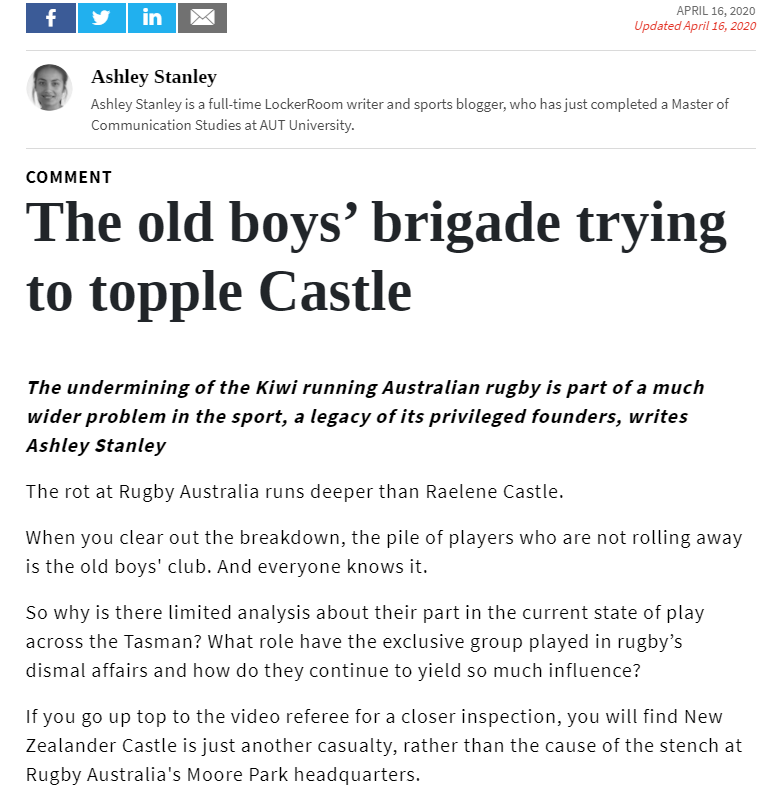 APRIL 16, 2020
Updated April 16, 2020
Ashley Stanley
Ashley Stanley is a full-time LockerRoom writer and sports blogger, who has just completed a Master of
Communication Studies at AUT University.
COMMENT
The old boys’ brigade trying
to topple Castle
The undermining of the Kiwi running Australian rugby is part of a much
wider problem in the sport, a legacy of its privileged founders, writes
Ashley Stanley
The rot at Rugby Australia runs deeper than Raelene Castle.
When you clear out the breakdown, the pile of players who are not rolling away
is the old boys' club. And everyone knows it.
So why is there limited analysis about their part in the current state of play
across the Tasman? What role have the exclusive group played in rugby’s
dismal affairs and how do they continue to yield so much influence?
If you go up top to the video referee for a closer inspection, you will find New
Zealander Castle is just another casualty, rather than the cause of the stench at
Rugby Australia's Moore Park headquarters.